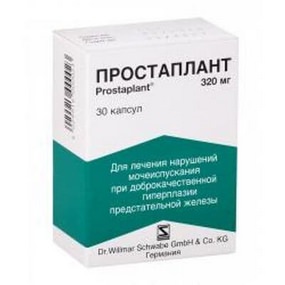 ПРОСТАПЛАНТ
Prostaplant® 320 мг
30 капсул
Для лечения нарушений
мочеиспускания
при доброкачественной
гиперплазии
предстательной железы
Dr. Willmar Schwabe GmbH & Co. KG
Германия